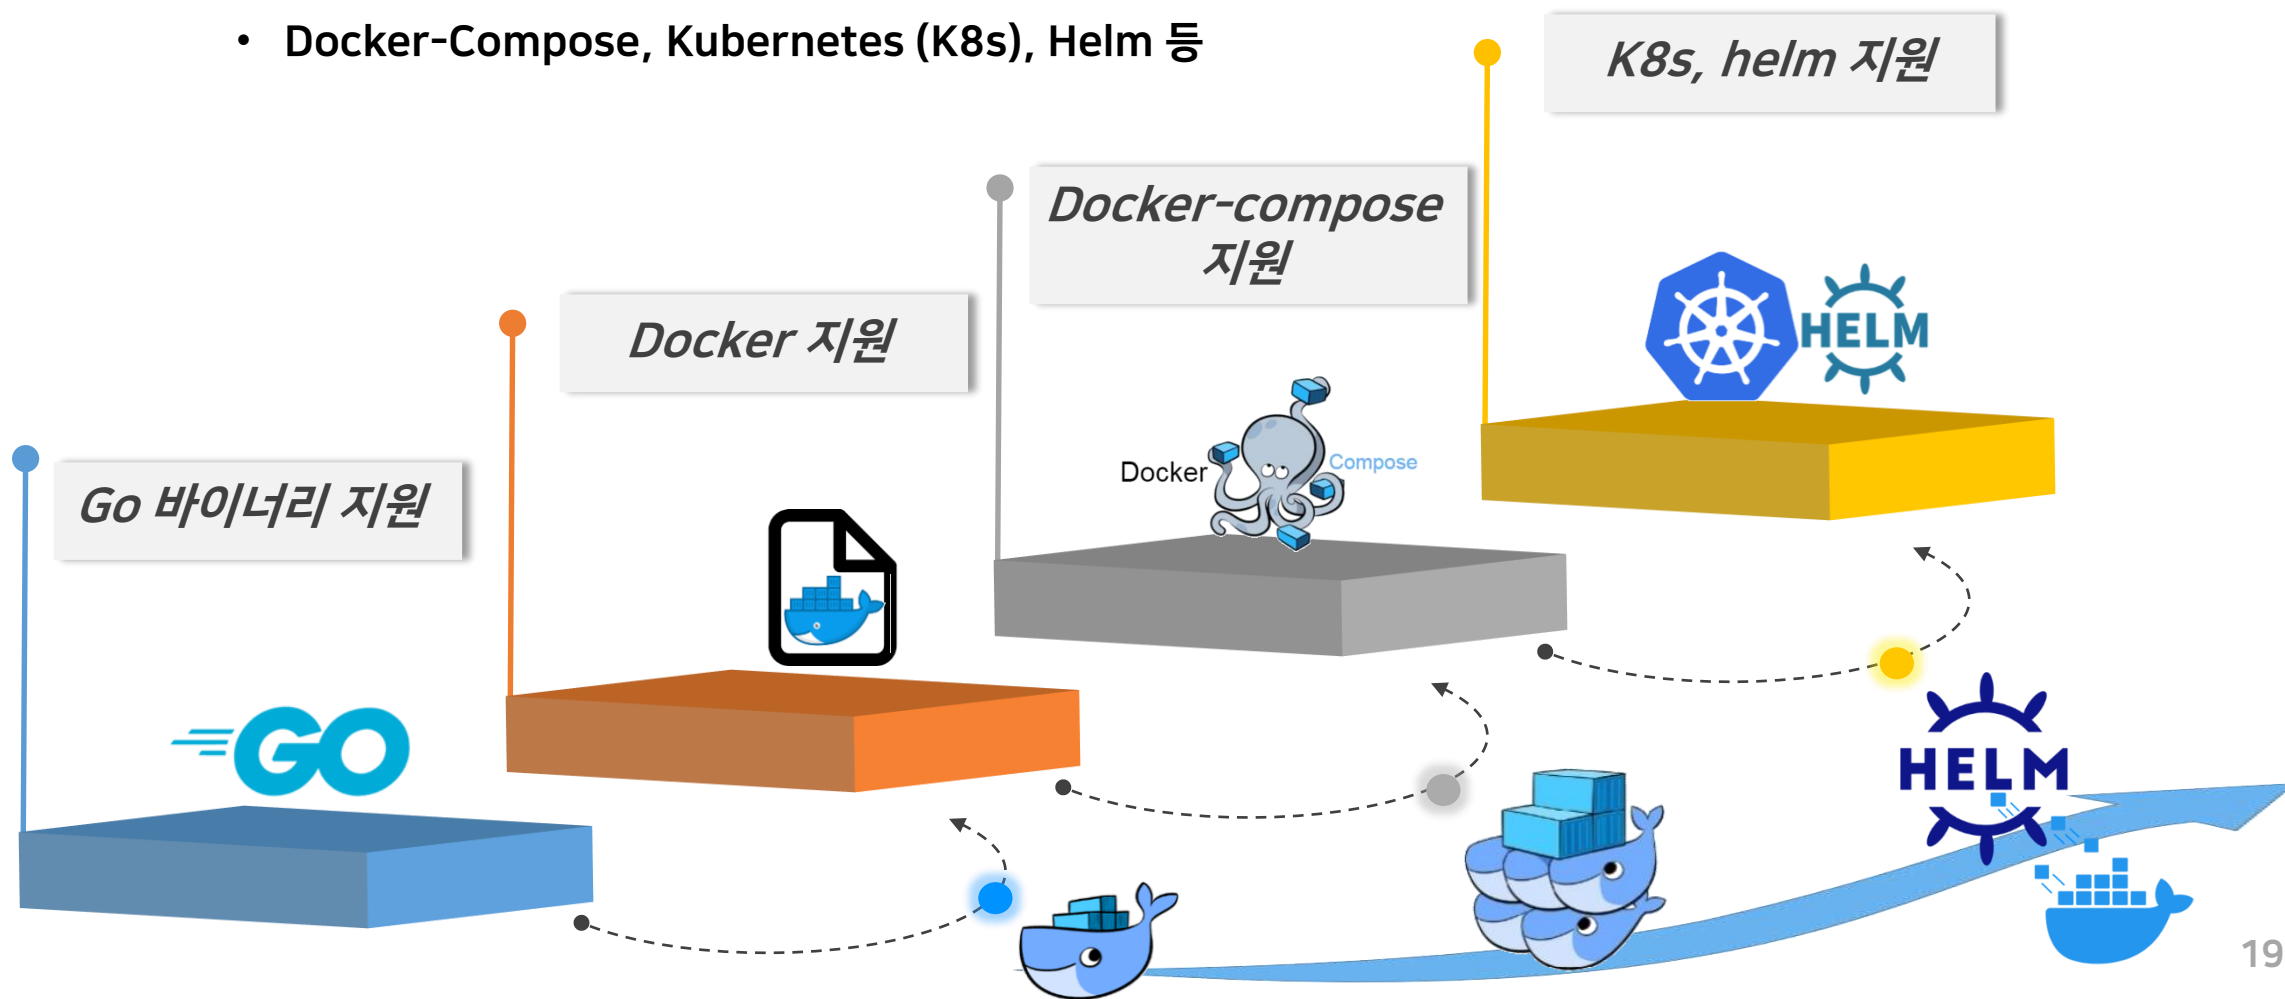 • Docker-Compose, Kubernetes (K8s), Helm 등
K8s, helm 지원
Docker-compose
지원
Docker 지원
Go 바이너리 지원
HELM
Docker
Compose
GO
HELM
19